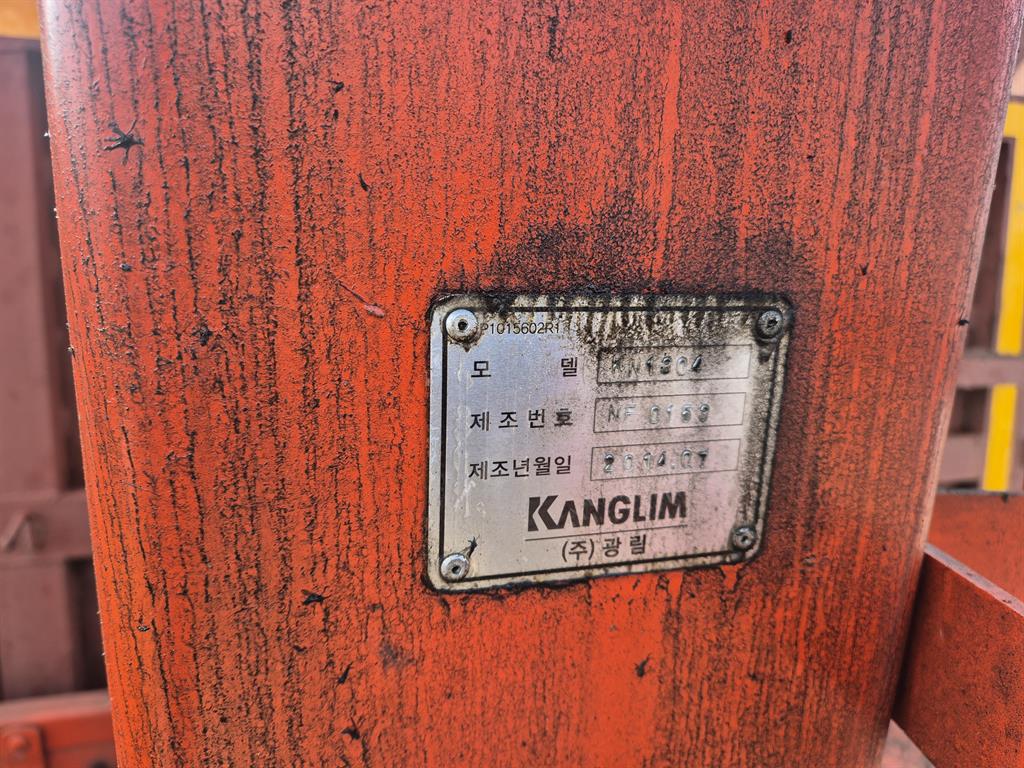 P1015602R1
모 델 KN1304
제조번호 NF 0153
제조년월일 2014.07
KANGLIM
(주)광림